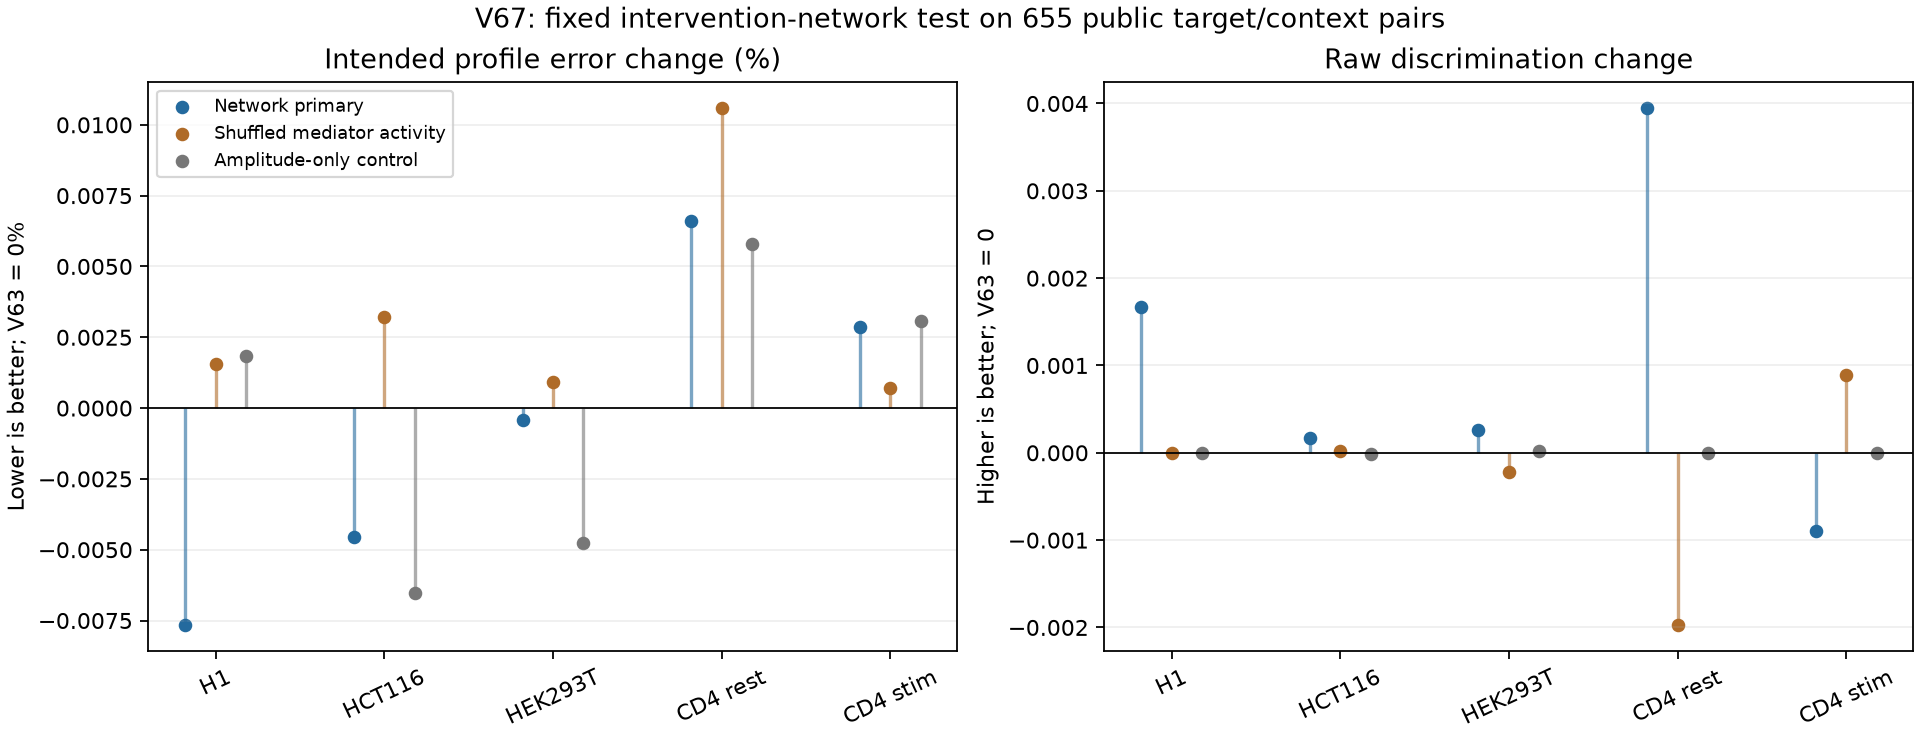 V67: fixed intervention-network test on 655 public target/context pairs
Intended profile error change (%)
Lower is better; V63 = 0%
0.0100
0.0075
0.0050
0.0025
0.0000
−0.0025
−0.0050
−0.0075
Network primary
Shuffled mediator activity
Amplitude-only control
H1
HCT116
HEK293T
CD4 rest
CD4 stim
Raw discrimination change
Higher is better; V63 = 0
0.004
0.003
0.002
0.001
0.000
−0.001
−0.002
H1
HCT116
HEK293T
CD4 rest
CD4 stim